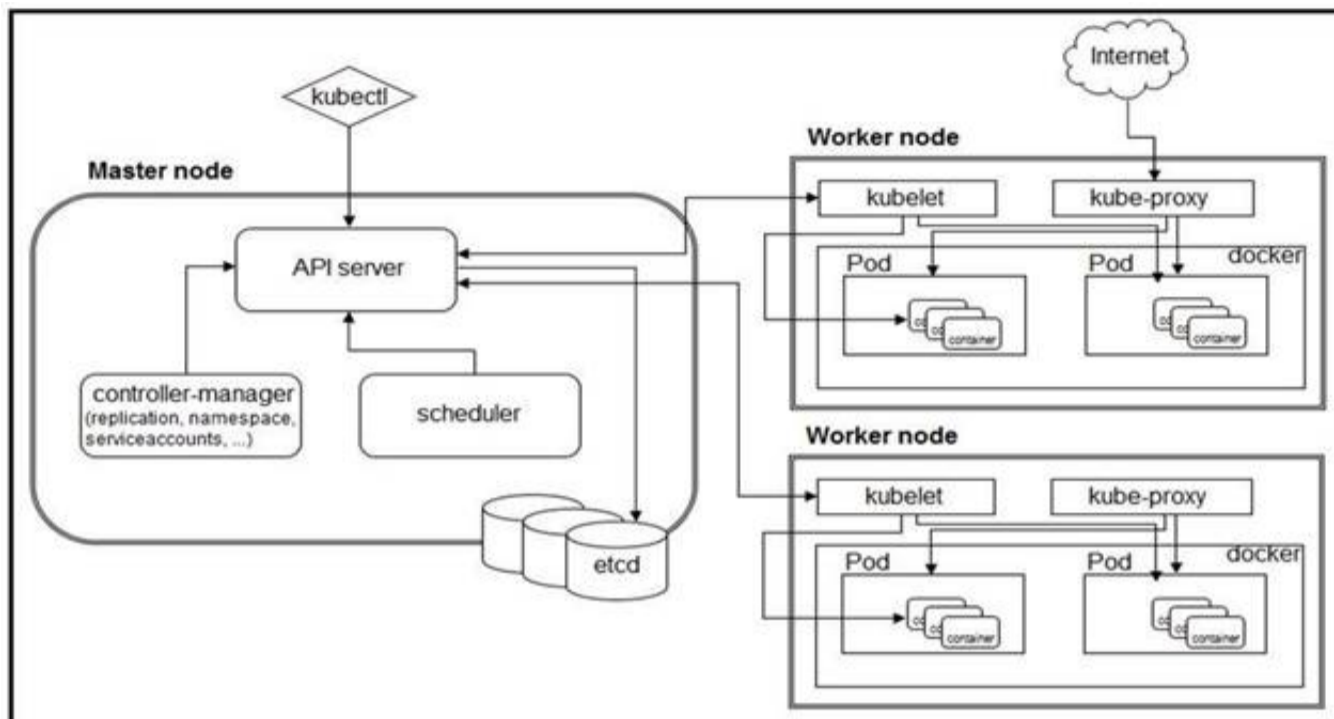 Internet
kubectl
Worker node
Master node
kubelet
kube-proxy
API server
docker
Pod
Pod
container
container
controller-manager
(replication, namespace,
serviceaccounts, ...)
scheduler
Worker node
kubelet
kube-proxy
etcd
docker
Pod
Pod
container
container